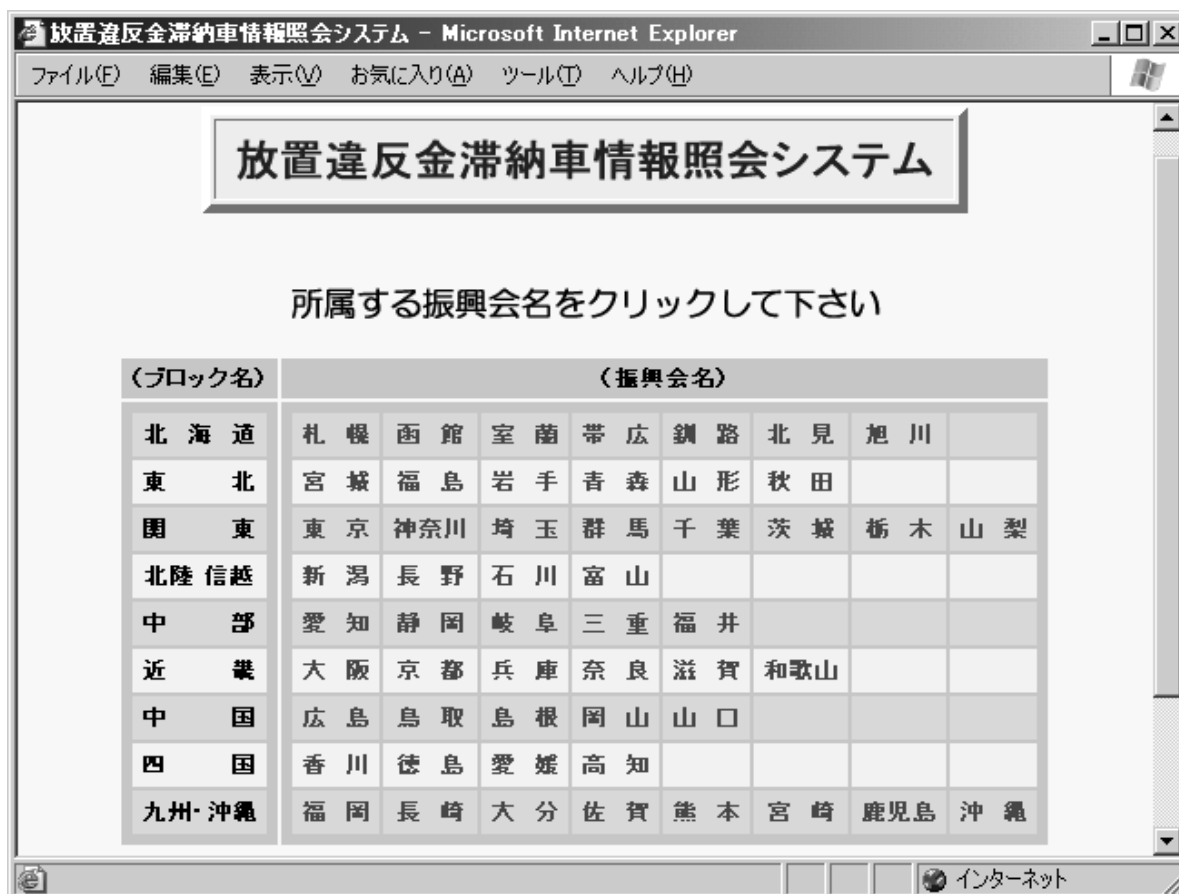 放置違反金滞納車情報照会システム - Microsoft Internet Explorer
ファイル(F) 編集(E) 表示(V) お気に入り(A) ツール(T) ヘルプ(H)
放置違反金滞納車情報照会システム
所属する振興会名をクリックして下さい
(ブロック名) (振興会名)
北海道 札幌 函館 室蘭 帯広 釧路 北見 旭川
東北 宮城 福島 岩手 青森 山形 秋田
関東 東京 神奈川 埼玉 群馬 千葉 茨城 栃木 山梨
北陸信越 新潟 長野 石川 富山
中部 愛知 静岡 岐阜 三重 福井
近畿 大阪 京都 兵庫 奈良 滋賀 和歌山
中国 広島 鳥取 島根 岡山 山口
四国 香川 徳島 愛媛 高知
九州・沖縄 福岡 長崎 大分 佐賀 熊本 宮崎 鹿児島 沖縄
インターネット